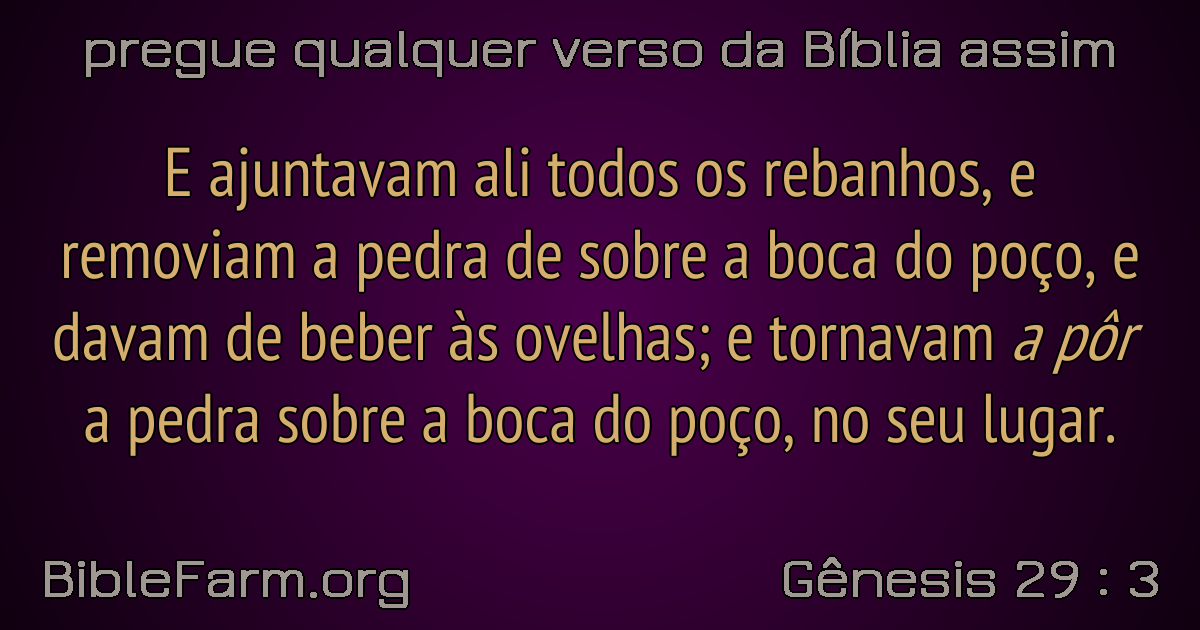 pregue qualquer verso da Bíblia assim
E ajuntavam ali todos os rebanhos, e
removiam a pedra de sobre a boca do poço, e
davam de beber às ovelhas; e tornavam a pôr
a pedra sobre a boca do poço, no seu lugar.
BibleFarm.org
Gênesis 29 : 3